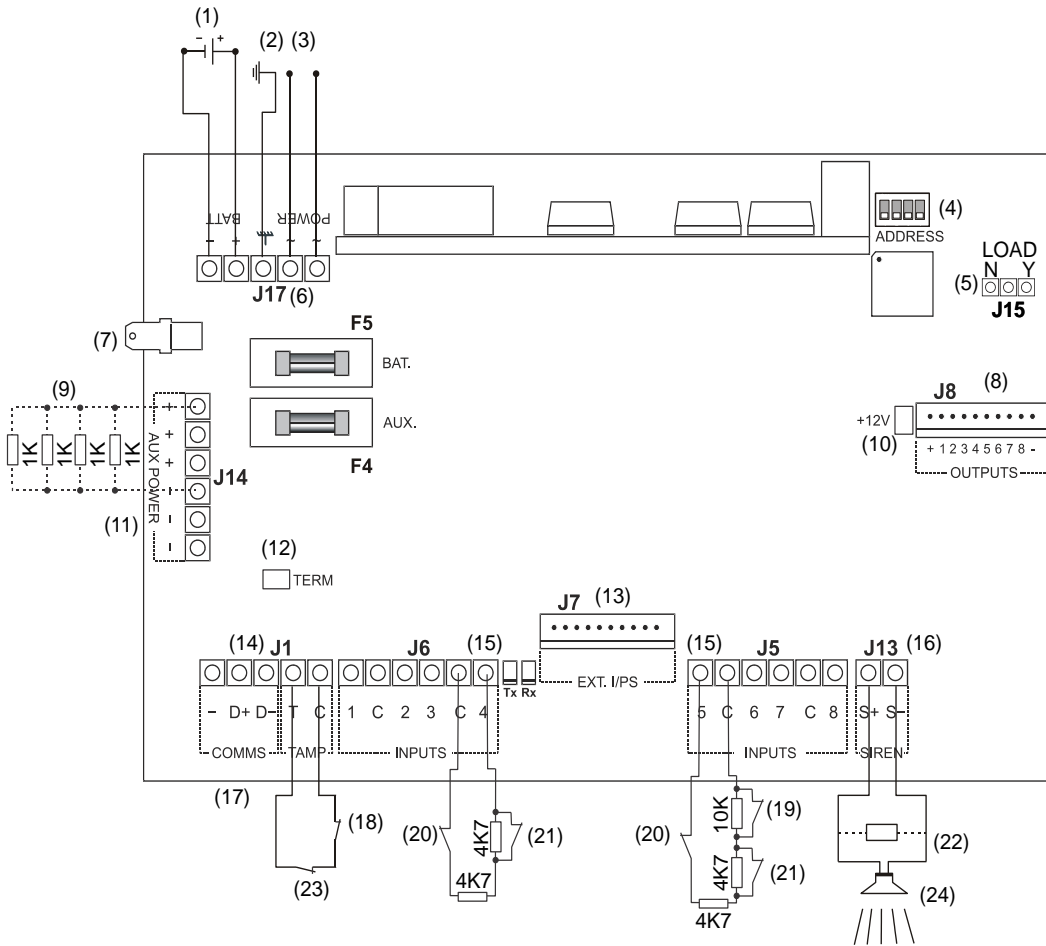 (1)
- +
(2) (3)
BATT POWER
- + ~ ~
J17 (6)
(4)
ADDRESS
LOAD
N Y
(5)
J15
(7)
F5
BAT.
AUX.
F4
(9)
1K 1K 1K 1K
+
+
+
-
-
-
AUX POWER
J14
(11)
J8 (8)
+12V
(10)
+ 1 2 3 4 5 6 7 8 -
OUTPUTS
(12)
TERM
J7 (13)
EXT. I/PS
Tx Rx
(14) J1
- D+ D- T C
COMMS TAMP
J6 (15)
1 C 2 3 C 4
INPUTS
(15) J5
5 C 6 7 C 8
INPUTS
J13 (16)
S+ S-
SIREN
(17)
(18)
(23)
(20)
4K7
(21)
4K7
(20)
10K
(19)
4K7
(21)
4K7
(22)
(24)